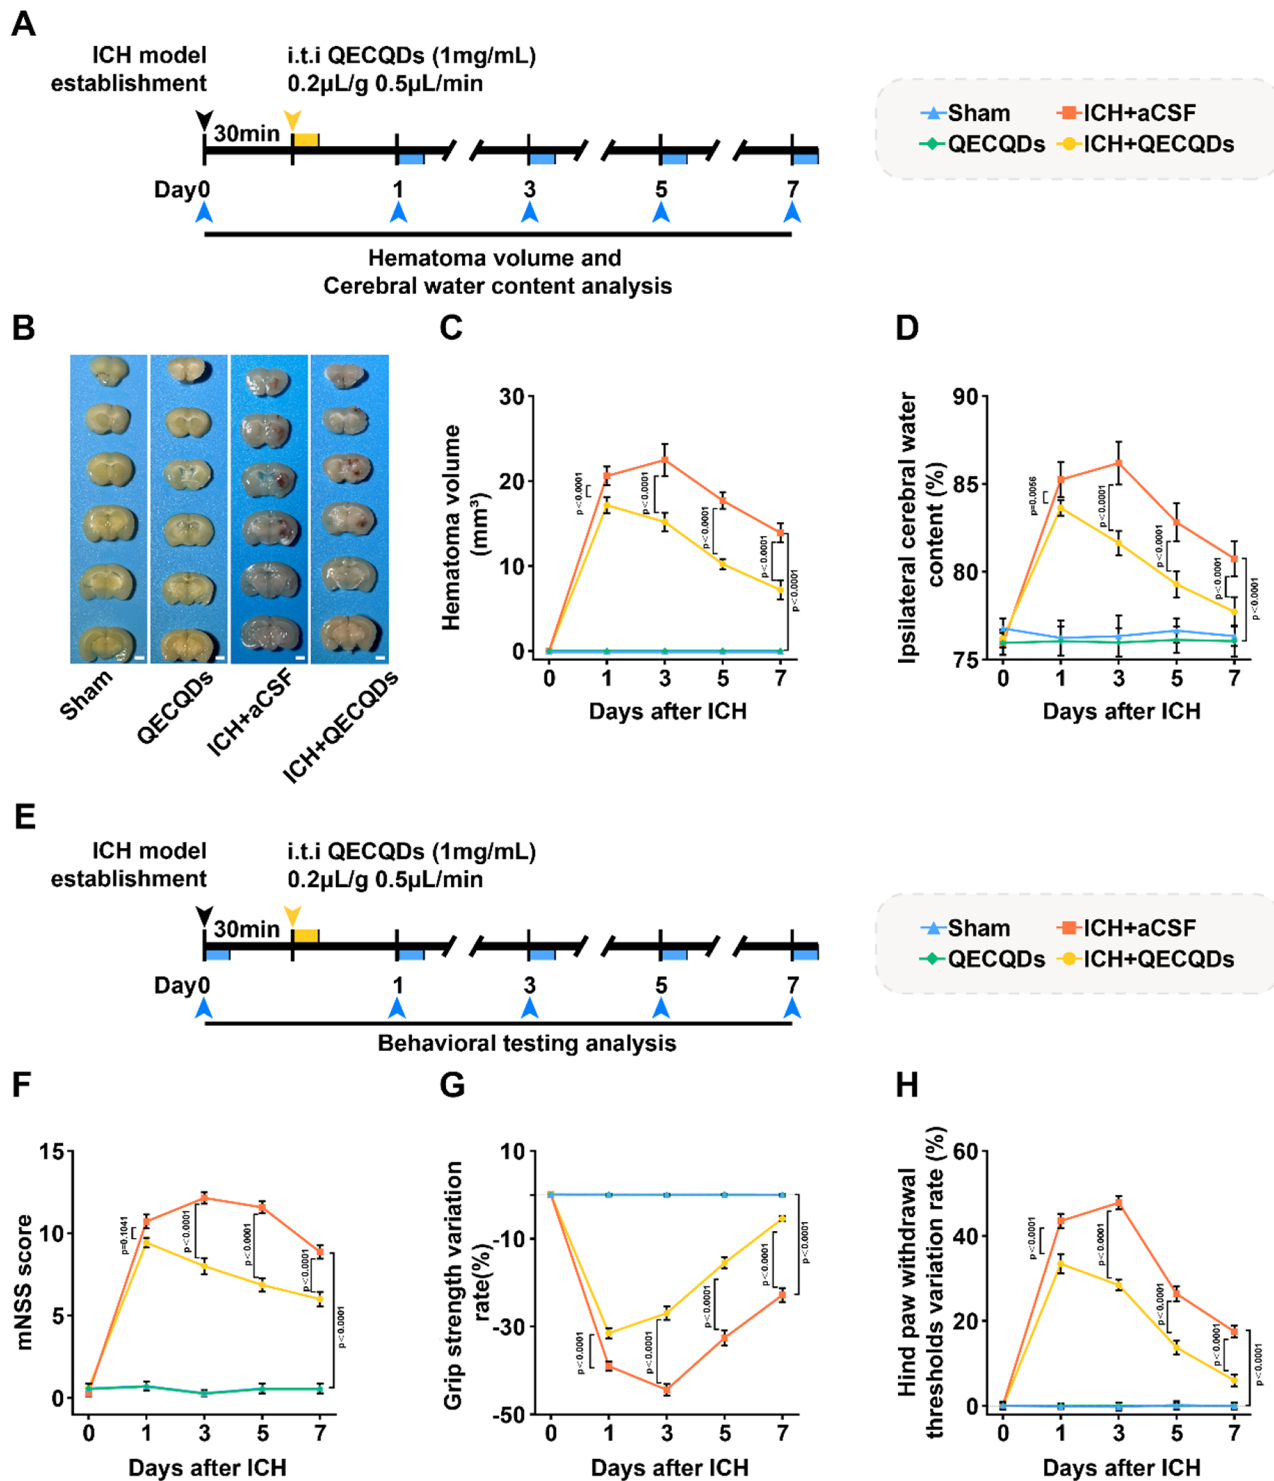 A
ICH model
establishment
i.t.i QECQDs (1mg/mL)
0.2µL/g 0.5µL/min
30min
Day0 1 3 5 7
Hematoma volume and
Cerebral water content analysis
Sham
ICH+aCSF
QECQDs
ICH+QECQDs
B
Sham
QECQDs
ICH+aCSF
ICH+QECQDs
C
Hematoma volume
(mm³)
30
20
10
0
p<0.0001
p<0.0001
p<0.0001
p<0.0001
p<0.0001
0 1 3 5 7
Days after ICH
D
Ipsilateral cerebral water
content (%)
90
85
80
75
p=0.0056
p<0.0001
p<0.0001
p<0.0001
p<0.0001
0 1 3 5 7
Days after ICH
E
ICH model
establishment
i.t.i QECQDs (1mg/mL)
0.2µL/g 0.5µL/min
30min
Day0 1 3 5 7
Behavioral testing analysis
Sham
ICH+aCSF
QECQDs
ICH+QECQDs
F
mNSS score
15
10
5
0
p=0.1041
p<0.0001
p<0.0001
p<0.0001
p<0.0001
0 1 3 5 7
Days after ICH
G
Grip strength variation
rate(%)
10
-10
-30
-50
p<0.0001
p<0.0001
p<0.0001
p<0.0001
p<0.0001
0 1 3 5 7
Days after ICH
H
Hind paw withdrawal
thresholds variation rate (%)
60
40
20
0
p<0.0001
p<0.0001
p<0.0001
p<0.0001
p<0.0001
0 1 3 5 7
Days after ICH